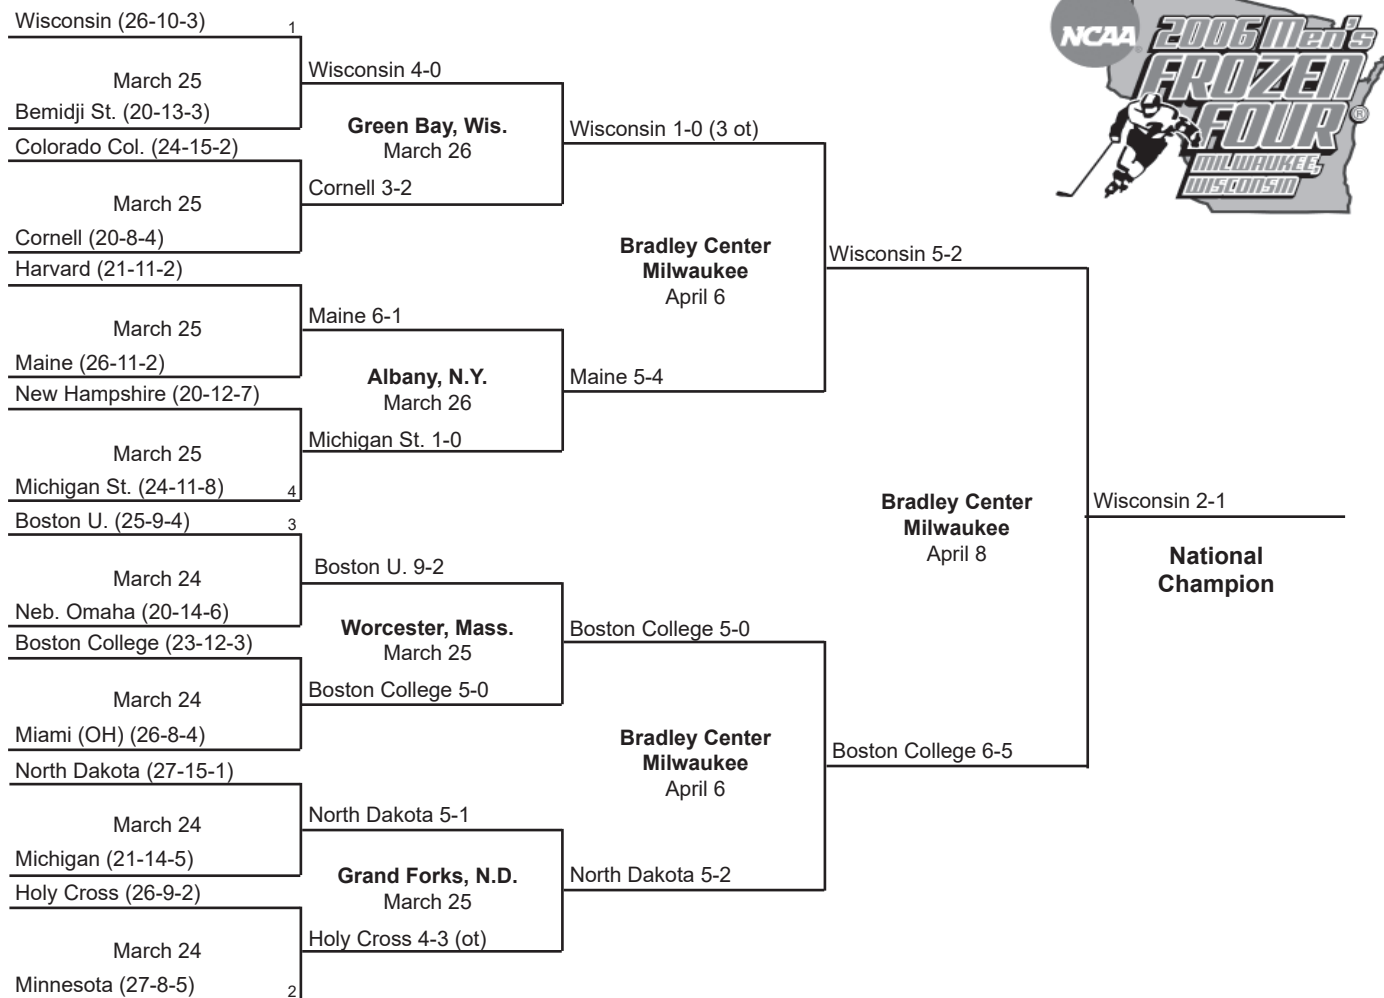 Wisconsin (26-10-3)
1
March 25
Bemidji St. (20-13-3)
Colorado Col. (24-15-2)
March 25
Cornell (20-8-4)
Harvard (21-11-2)
March 25
Maine (26-11-2)
New Hampshire (20-12-7)
March 25
Michigan St. (24-11-8)
4
Boston U. (25-9-4)
3
March 24
Neb. Omaha (20-14-6)
Boston College (23-12-3)
March 24
Miami (OH) (26-8-4)
North Dakota (27-15-1)
March 24
Michigan (21-14-5)
Holy Cross (26-9-2)
March 24
Minnesota (27-8-5)
2
Wisconsin 4-0
Green Bay, Wis.
March 26
Cornell 3-2
Maine 6-1
Albany, N.Y.
March 26
Michigan St. 1-0
Boston U. 9-2
Worcester, Mass.
March 25
Boston College 5-0
North Dakota 5-1
Grand Forks, N.D.
March 25
Holy Cross 4-3 (ot)
Wisconsin 1-0 (3 ot)
Bradley Center
Milwaukee
April 6
Maine 5-4
Boston College 5-0
Bradley Center
Milwaukee
April 6
North Dakota 5-2
Wisconsin 5-2
Bradley Center
Milwaukee
April 8
Boston College 6-5
Wisconsin 2-1
National
Champion
NCAA
2006 Men's
FROZEN
FOUR®
MILWAUKEE,
WISCONSIN